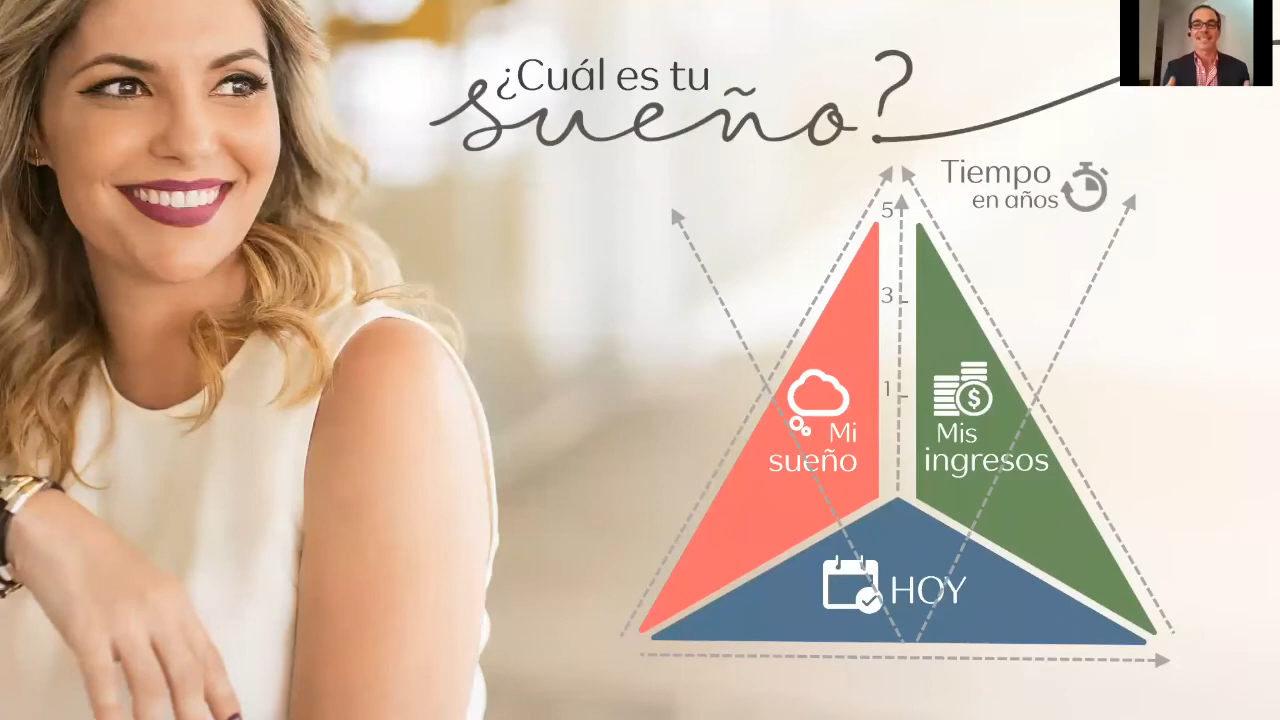 ¿Cuál es tu
sueño?
Tiempo
en años
5
3
1
Mi
sueño
Mis
ingresos
$
HOY